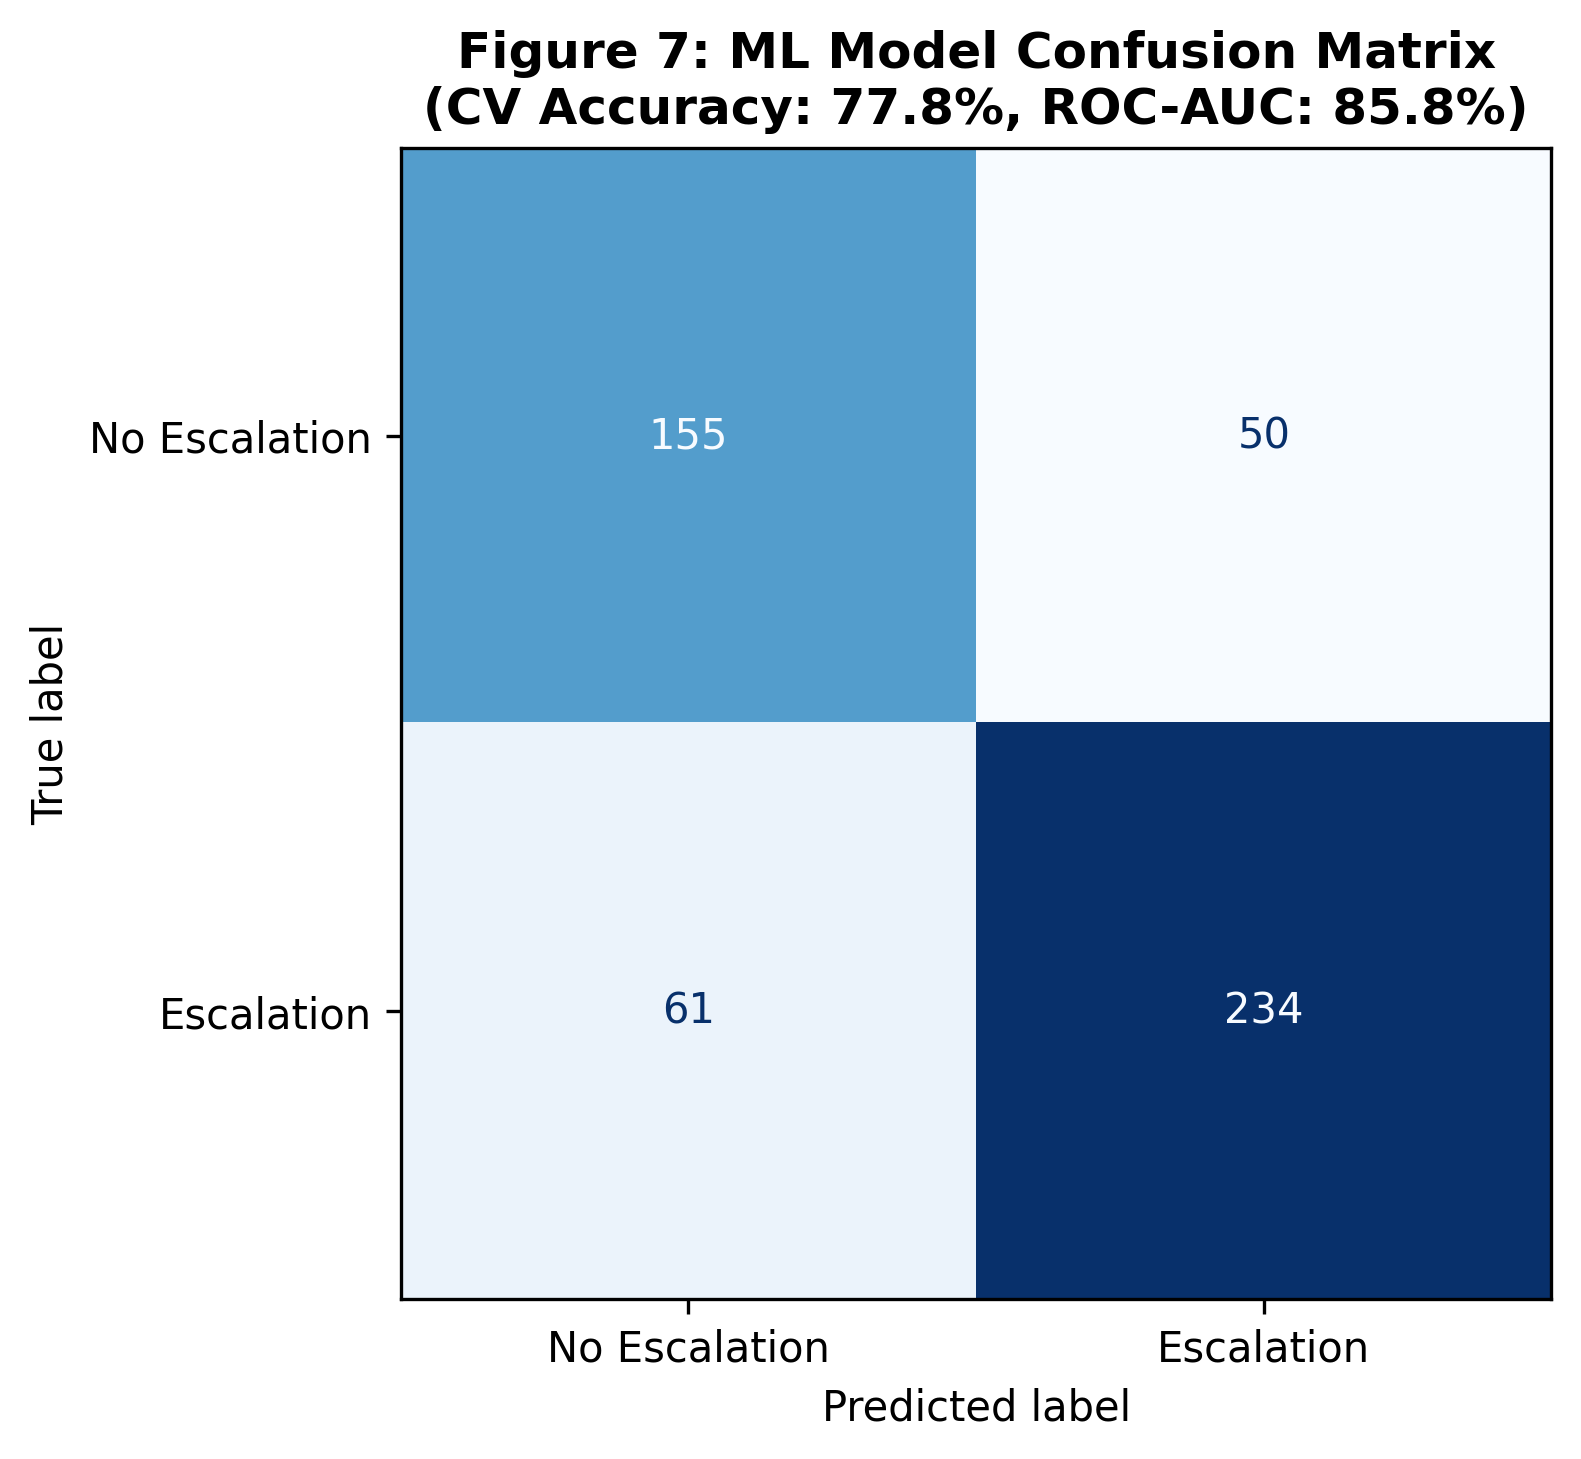 Figure 7: ML Model Confusion Matrix
(CV Accuracy: 77.8%, ROC-AUC: 85.8%)
True label
No Escalation
155
50
Escalation
61
234
No Escalation
Escalation
Predicted label